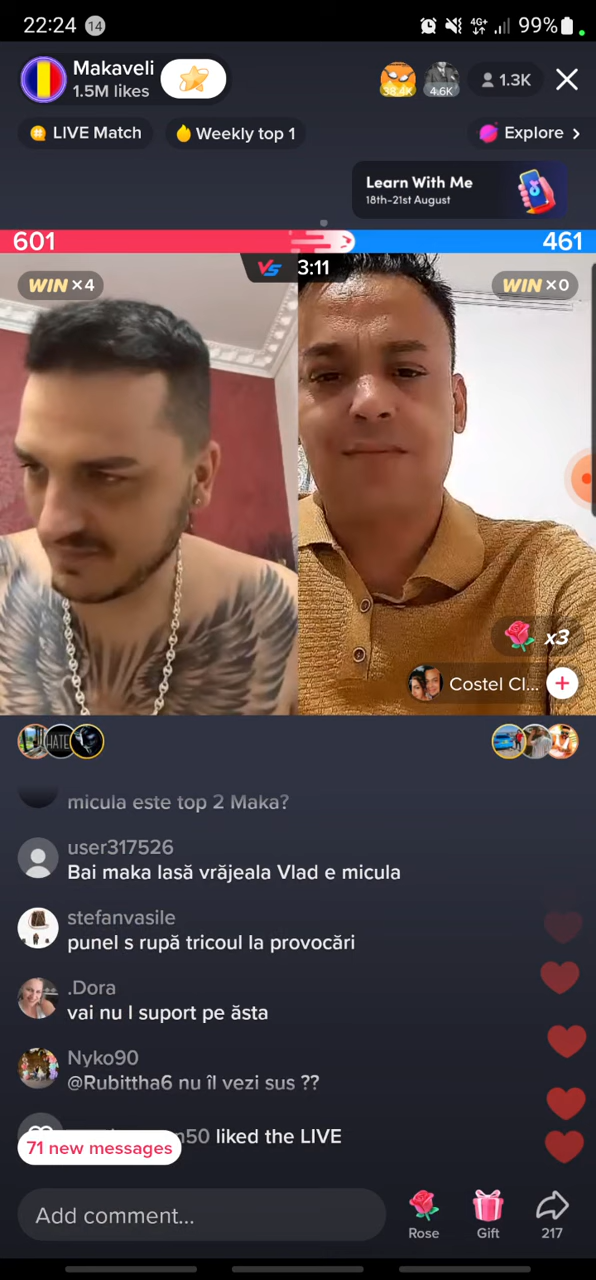 22:24 14 4G+ 99%
Makaveli
1.5M likes
38.4K 4.6K 1.3K
LIVE Match Weekly top 1 Explore >
Learn With Me
18th-21st August
601 461
VS 3:11
WIN ×4 WIN ×0
x3
Costel Cl... +
HATE
micula este top 2 Maka?
user317526
Bai maka lasă vrăjeala Vlad e micula
stefanvasile
punel s rupă tricoul la provocări
.Dora
vai nu l suport pe ăsta
Nyko90
@Rubittha6 nu îl vezi sus ??
n50 liked the LIVE
71 new messages
Add comment...
Rose Gift 217